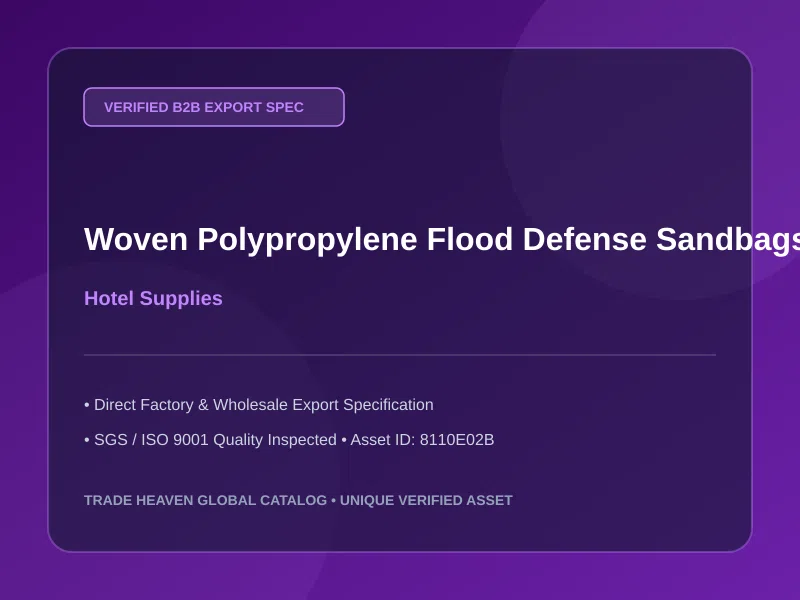 VERIFIED B2B EXPORT SPEC
Woven Polypropylene Flood Defense Sandbags
Hotel Supplies
• Direct Factory & Wholesale Export Specification
• SGS / ISO 9001 Quality Inspected • Asset ID: 8110E02B
TRADE HEAVEN GLOBAL CATALOG • UNIQUE VERIFIED ASSET